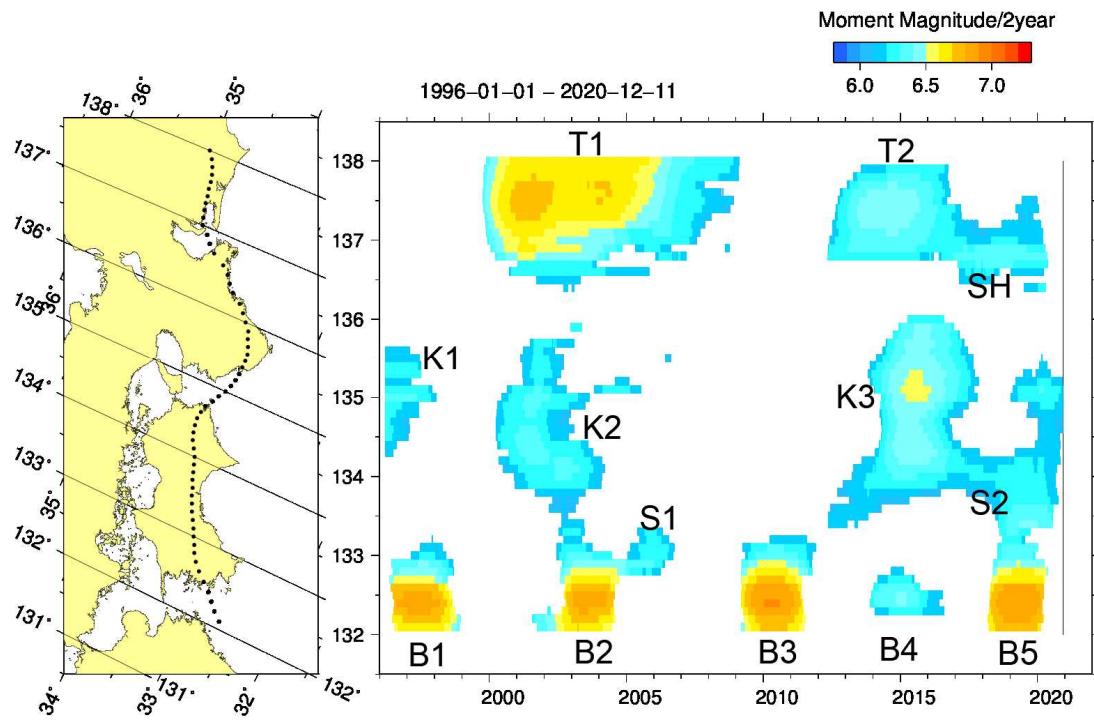 Moment Magnitude/2year
6.0 6.5 7.0
1996−01−01 − 2020−12−11
36° 35°
138°
137°
136°
36°
135°
134°
133°
35°
132°
131°
34° 33° 131° 32° 132°
138
137
136
135
134
133
132
T1 T2
SH
K1 K2 K3
S1 S2
B1 B2 B3 B4 B5
2000 2005 2010 2015 2020